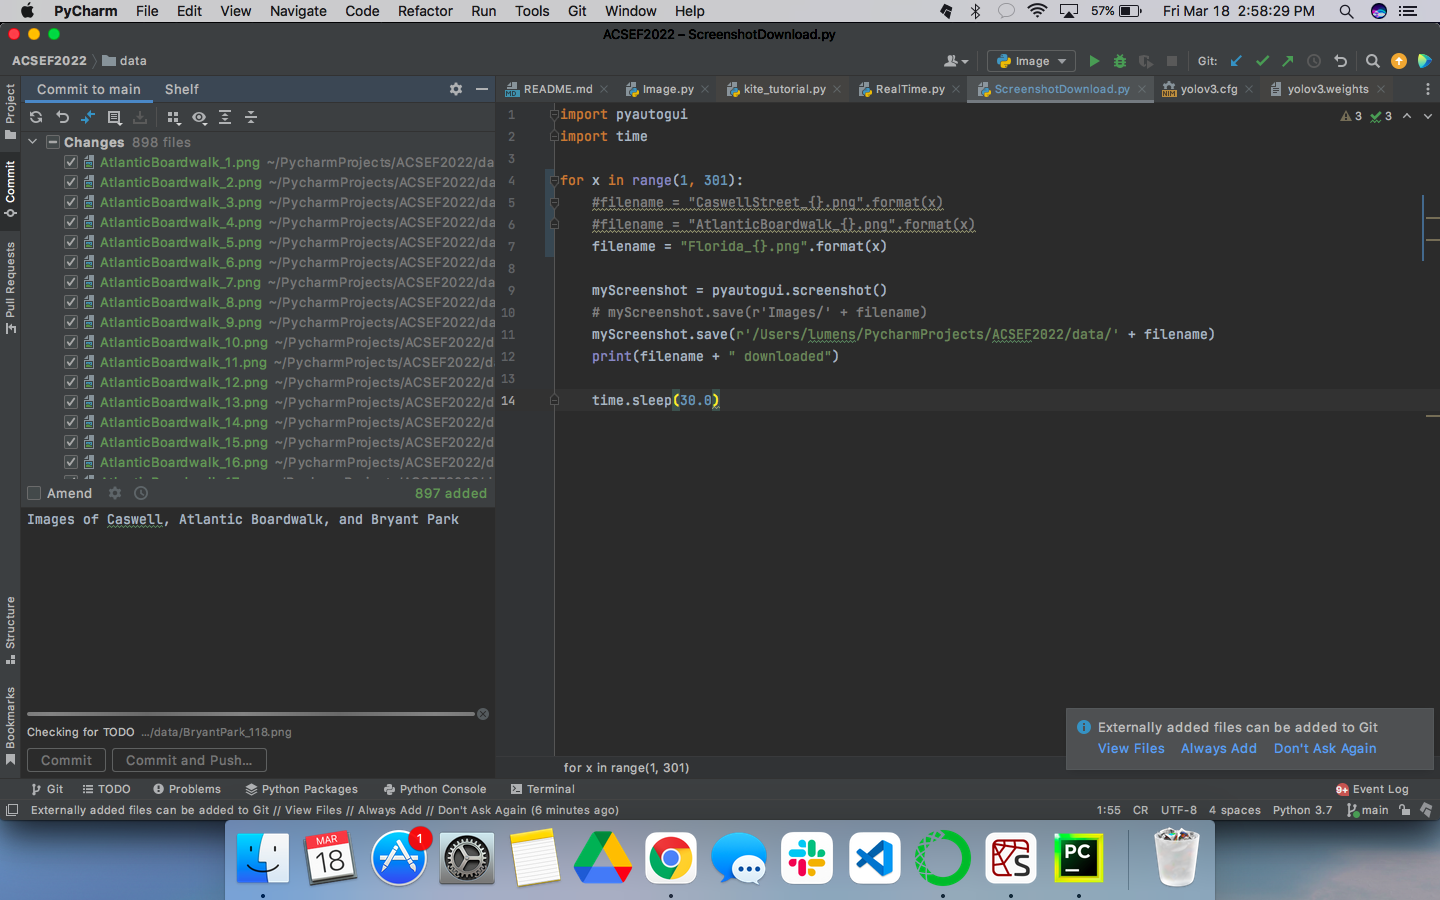 PyCharm File Edit View Navigate Code Refactor Run Tools Git Window Help 57% Fri Mar 18 2:58:29 PM
ACSEF2022 – ScreenshotDownload.py
ACSEF2022 data Image Git:
Commit to main Shelf
README.md Image.py kite_tutorial.py RealTime.py ScreenshotDownload.py yolov3.cfg yolov3.weights
Project
Commit
Pull Requests
Structure
Bookmarks
Changes 898 files
AtlanticBoardwalk_1.png ~/PycharmProjects/ACSEF2022/da
AtlanticBoardwalk_2.png ~/PycharmProjects/ACSEF2022/da
AtlanticBoardwalk_3.png ~/PycharmProjects/ACSEF2022/da
AtlanticBoardwalk_4.png ~/PycharmProjects/ACSEF2022/da
AtlanticBoardwalk_5.png ~/PycharmProjects/ACSEF2022/da
AtlanticBoardwalk_6.png ~/PycharmProjects/ACSEF2022/da
AtlanticBoardwalk_7.png ~/PycharmProjects/ACSEF2022/da
AtlanticBoardwalk_8.png ~/PycharmProjects/ACSEF2022/da
AtlanticBoardwalk_9.png ~/PycharmProjects/ACSEF2022/da
AtlanticBoardwalk_10.png ~/PycharmProjects/ACSEF2022/d
AtlanticBoardwalk_11.png ~/PycharmProjects/ACSEF2022/da
AtlanticBoardwalk_12.png ~/PycharmProjects/ACSEF2022/d
AtlanticBoardwalk_13.png ~/PycharmProjects/ACSEF2022/d
AtlanticBoardwalk_14.png ~/PycharmProjects/ACSEF2022/d
AtlanticBoardwalk_15.png ~/PycharmProjects/ACSEF2022/d
AtlanticBoardwalk_16.png ~/PycharmProjects/ACSEF2022/d
Amend 897 added
Images of Caswell, Atlantic Boardwalk, and Bryant Park
Checking for TODO .../data/BryantPark_118.png
Commit Commit and Push...
1 import pyautogui
2 import time
3
4 for x in range(1, 301):
5 #filename = "CaswellStreet_{}.png".format(x)
6 #filename = "AtlanticBoardwalk_{}.png".format(x)
7 filename = "Florida_{}.png".format(x)
8
9 myScreenshot = pyautogui.screenshot()
10 # myScreenshot.save(r'Images/' + filename)
11 myScreenshot.save(r'/Users/lumens/PycharmProjects/ACSEF2022/data/' + filename)
12 print(filename + " downloaded")
13
14 time.sleep(30.0)
3 3
Externally added files can be added to Git
View Files Always Add Don't Ask Again
for x in range(1, 301)
Git TODO Problems Python Packages Python Console Terminal 9+ Event Log
Externally added files can be added to Git // View Files // Always Add // Don't Ask Again (6 minutes ago) 1:55 CR UTF-8 4 spaces Python 3.7 main
MAR
18
1
PC